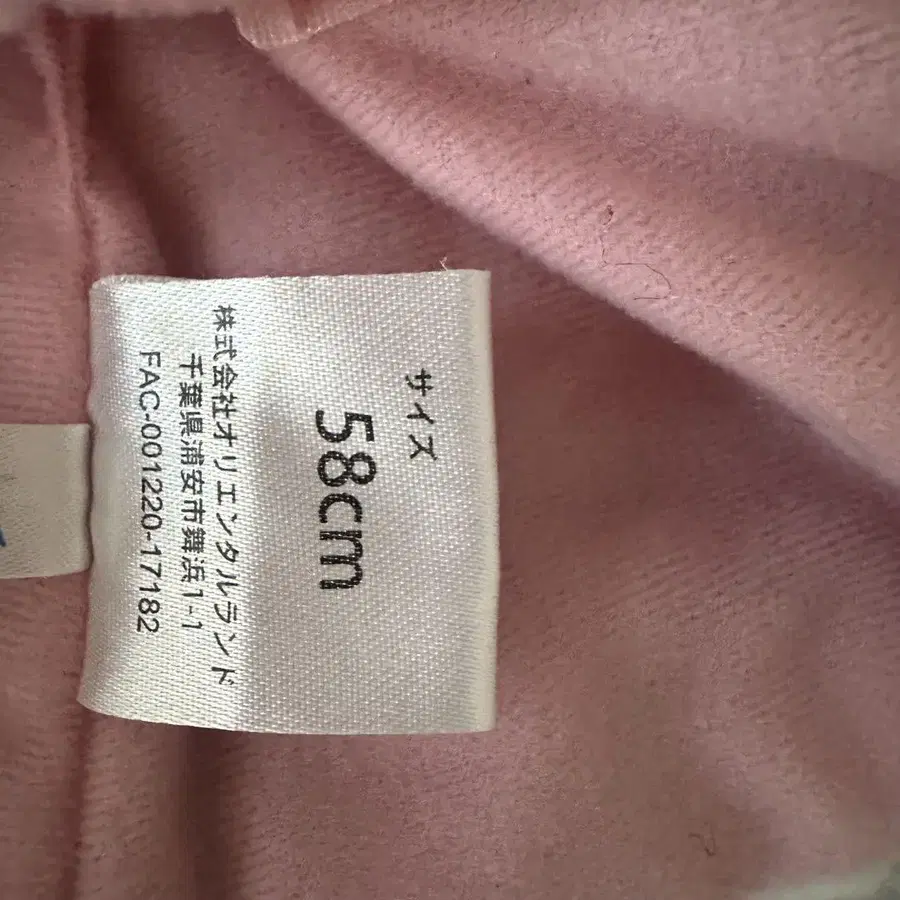 サイズ
58cm
株式会社オリエンタルランド
千葉県浦安市舞浜1-1
FAC-001220-17182